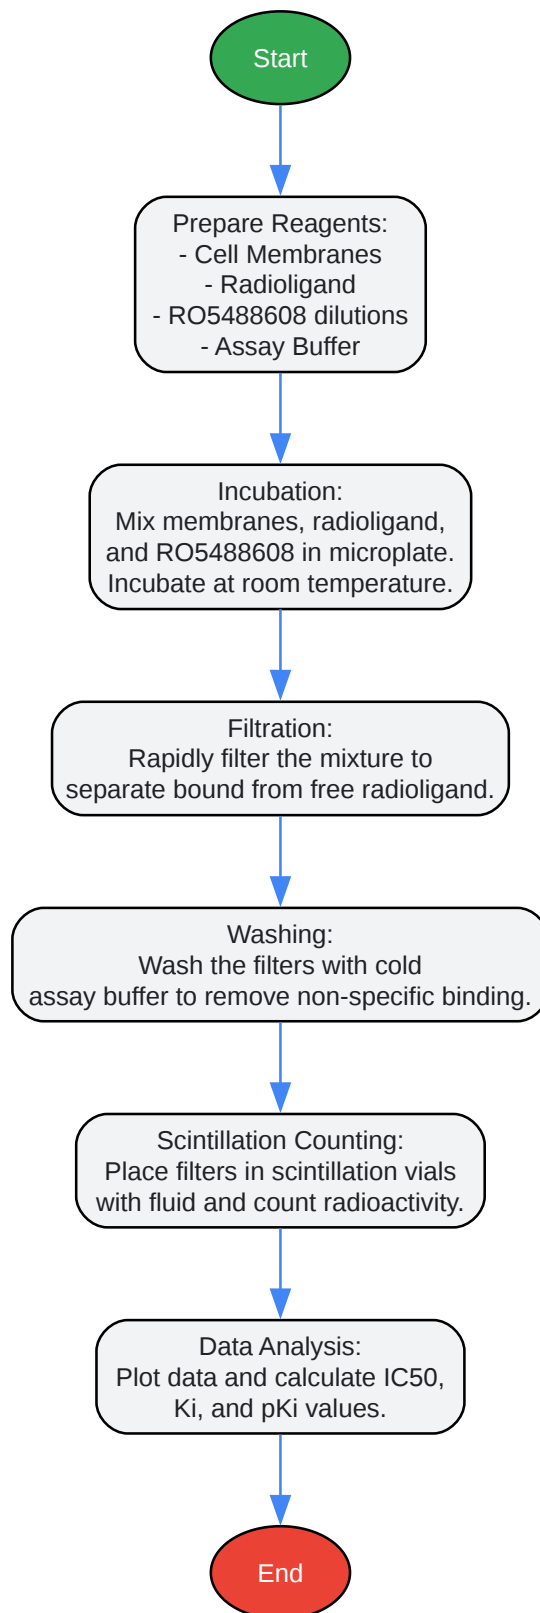 Start
Prepare Reagents:
- Cell Membranes
- Radioligand
- RO5488608 dilutions
- Assay Buffer
Incubation:
Mix membranes, radioligand,
and RO5488608 in microplate.
Incubate at room temperature.
Filtration:
Rapidly filter the mixture to
separate bound from free radioligand.
Washing:
Wash the filters with cold
assay buffer to remove non-specific binding.
Scintillation Counting:
Place filters in scintillation vials
with fluid and count radioactivity.
Data Analysis:
Plot data and calculate IC50,
Ki, and pKi values.
End